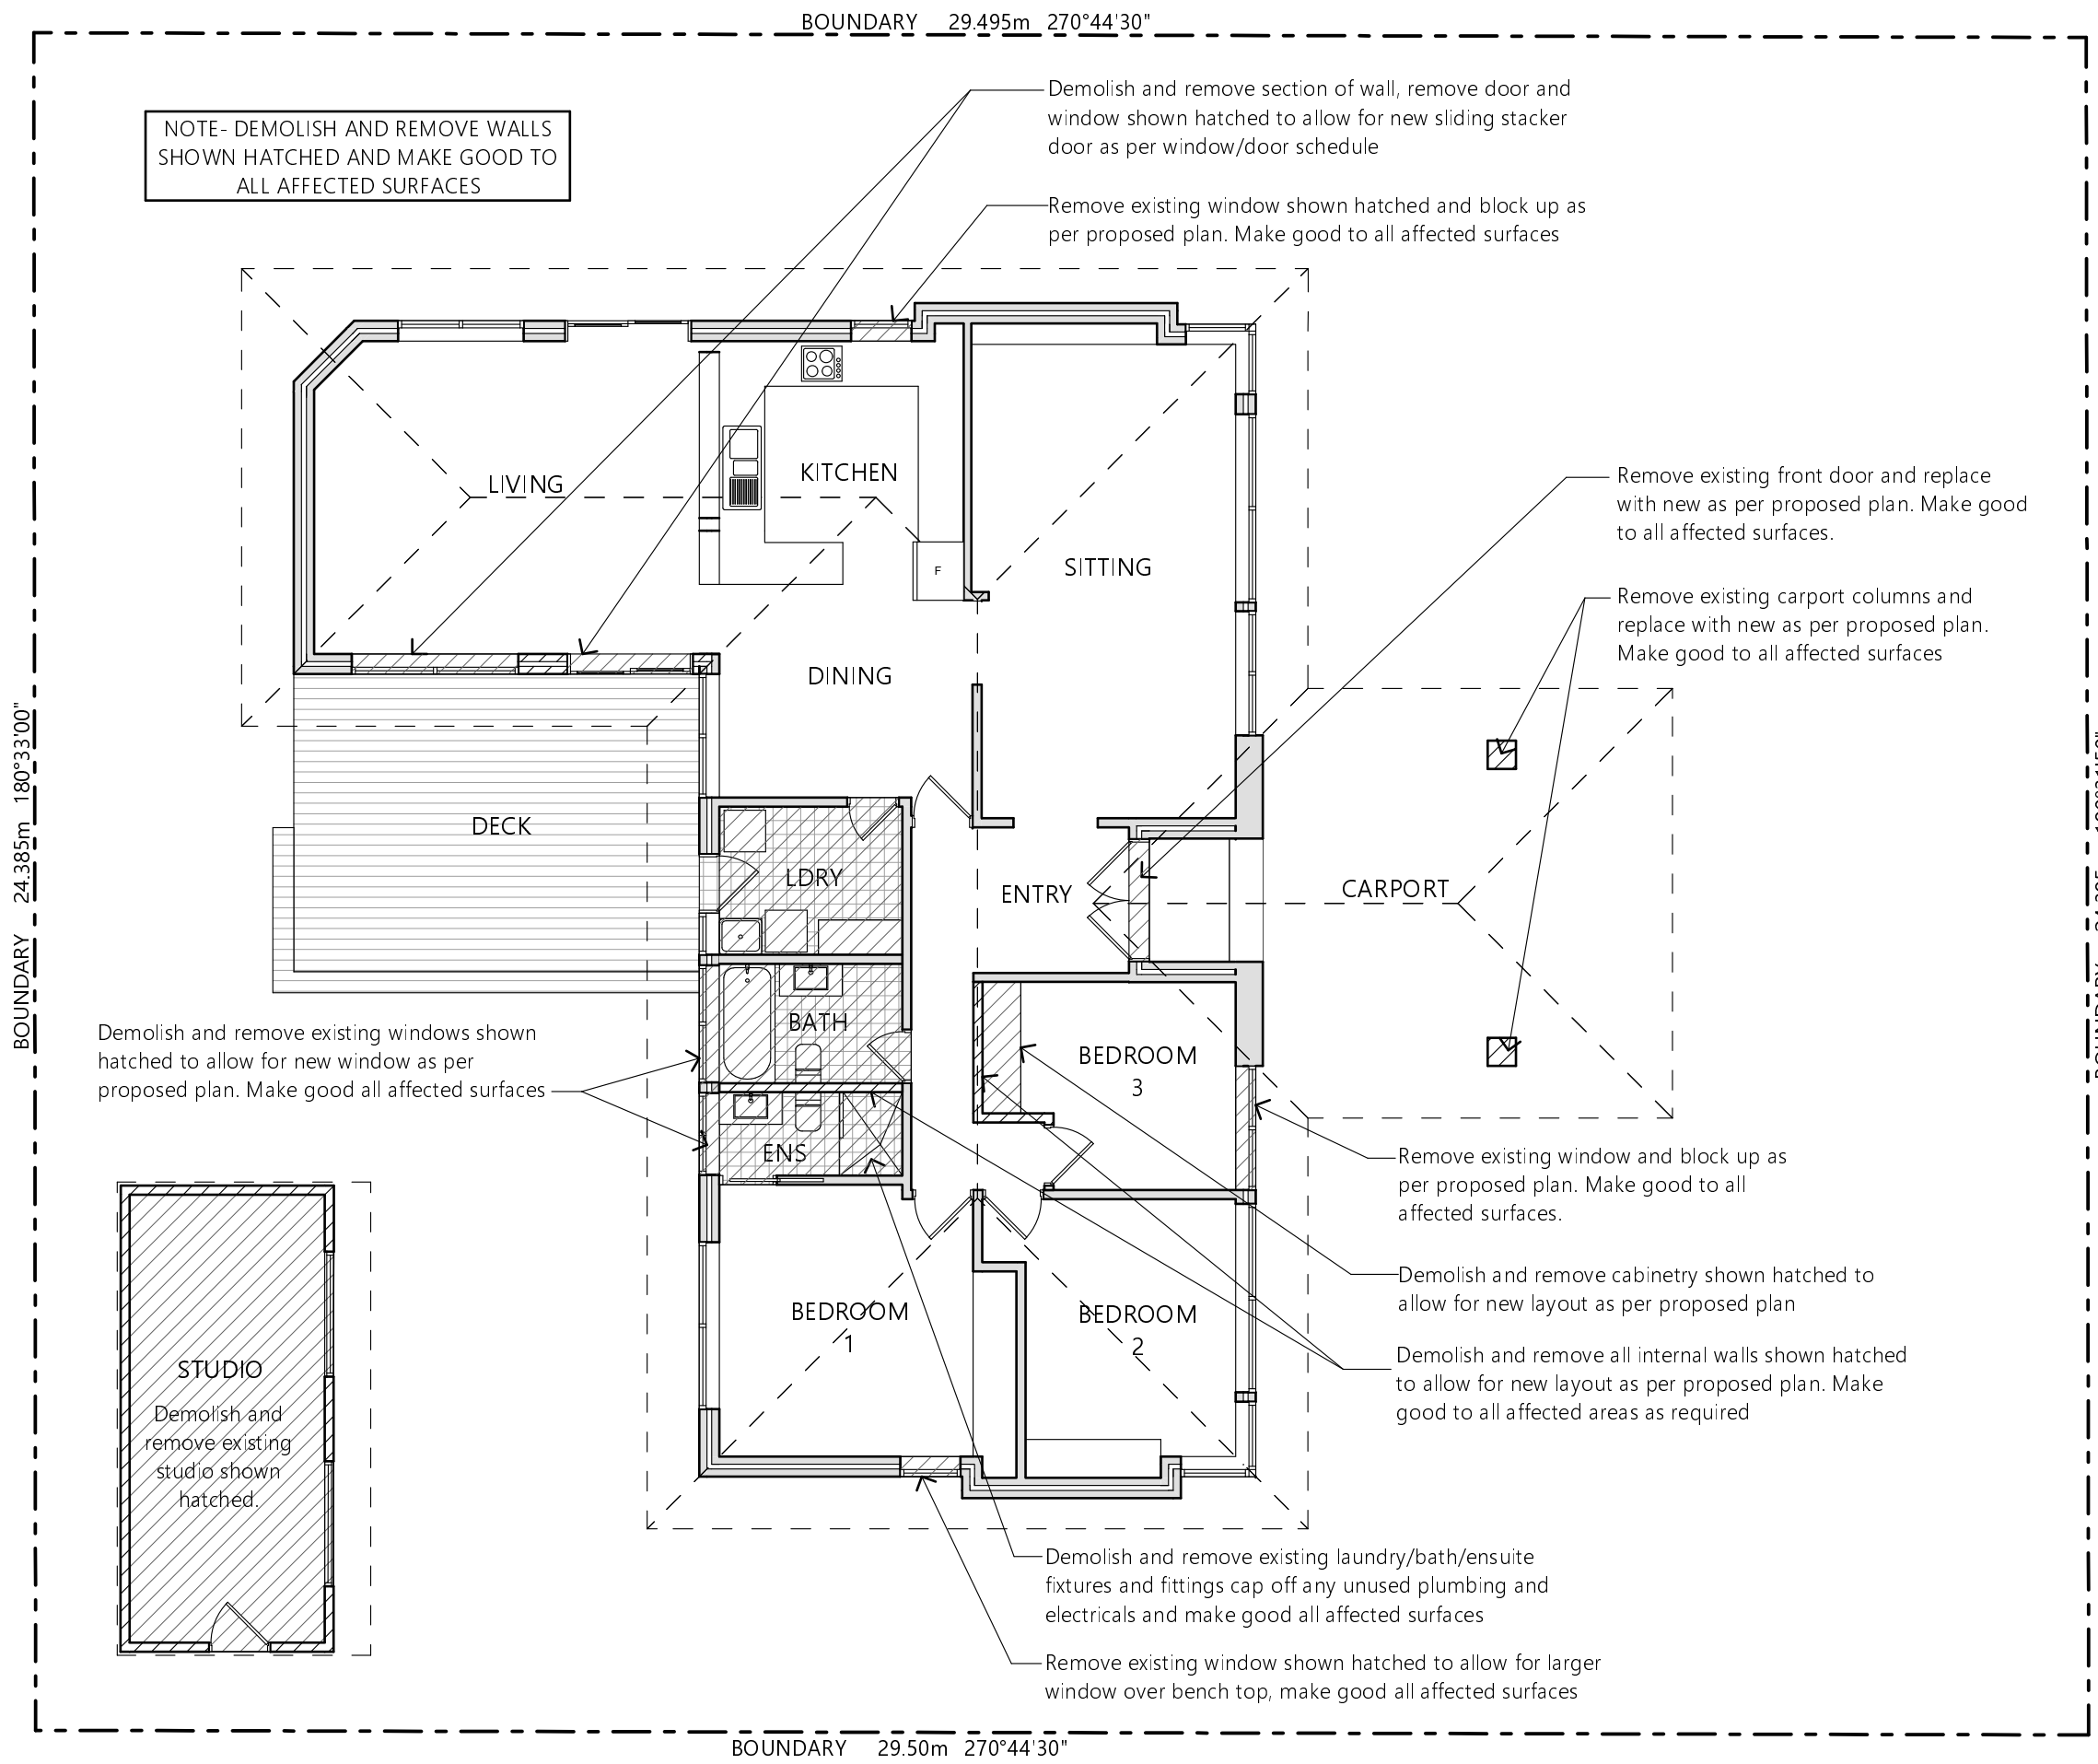 BOUNDARY 29.495m 270°44'30"
NOTE- DEMOLISH AND REMOVE WALLS
SHOWN HATCHED AND MAKE GOOD TO
ALL AFFECTED SURFACES
Demolish and remove section of wall, remove door and
window shown hatched to allow for new sliding stacker
door as per window/door schedule
Remove existing window shown hatched and block up as
per proposed plan. Make good to all affected surfaces
LIVING
KITCHEN
F
SITTING
DINING
Remove existing front door and replace
with new as per proposed plan. Make good
to all affected surfaces.
Remove existing carport columns and
replace with new as per proposed plan.
Make good to all affected surfaces
BOUNDARY 24.385m 180°33'00"
BOUNDARY
DECK
LDRY
ENTRY
CARPORT
BATH
ENS
BEDROOM
3
Demolish and remove existing windows shown
hatched to allow for new window as per
proposed plan. Make good all affected surfaces
Remove existing window and block up as
per proposed plan. Make good to all
affected surfaces.
Demolish and remove cabinetry shown hatched to
allow for new layout as per proposed plan
Demolish and remove all internal walls shown hatched
to allow for new layout as per proposed plan. Make
good to all affected areas as required
BEDROOM
1
BEDROOM
2
STUDIO
Demolish and
remove existing
studio shown
hatched.
Demolish and remove existing laundry/bath/ensuite
fixtures and fittings cap off any unused plumbing and
electricals and make good all affected surfaces
Remove existing window shown hatched to allow for larger
window over bench top, make good all affected surfaces
BOUNDARY 29.50m 270°44'30"